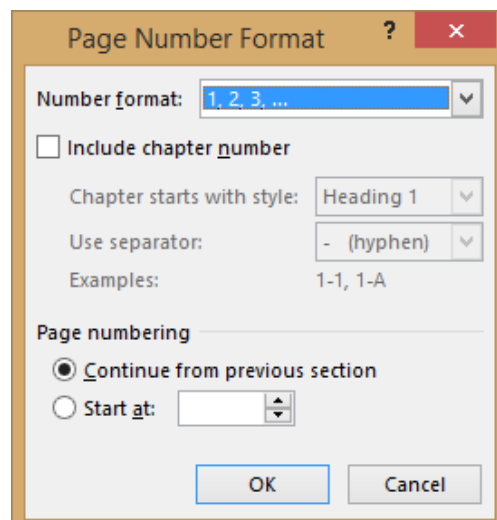 Page Number Format ? ×
Number format: 1, 2, 3, ...
Include chapter number
Chapter starts with style: Heading 1
Use separator: - (hyphen)
Examples: 1-1, 1-A
Page numbering
Continue from previous section
Start at:
OK Cancel